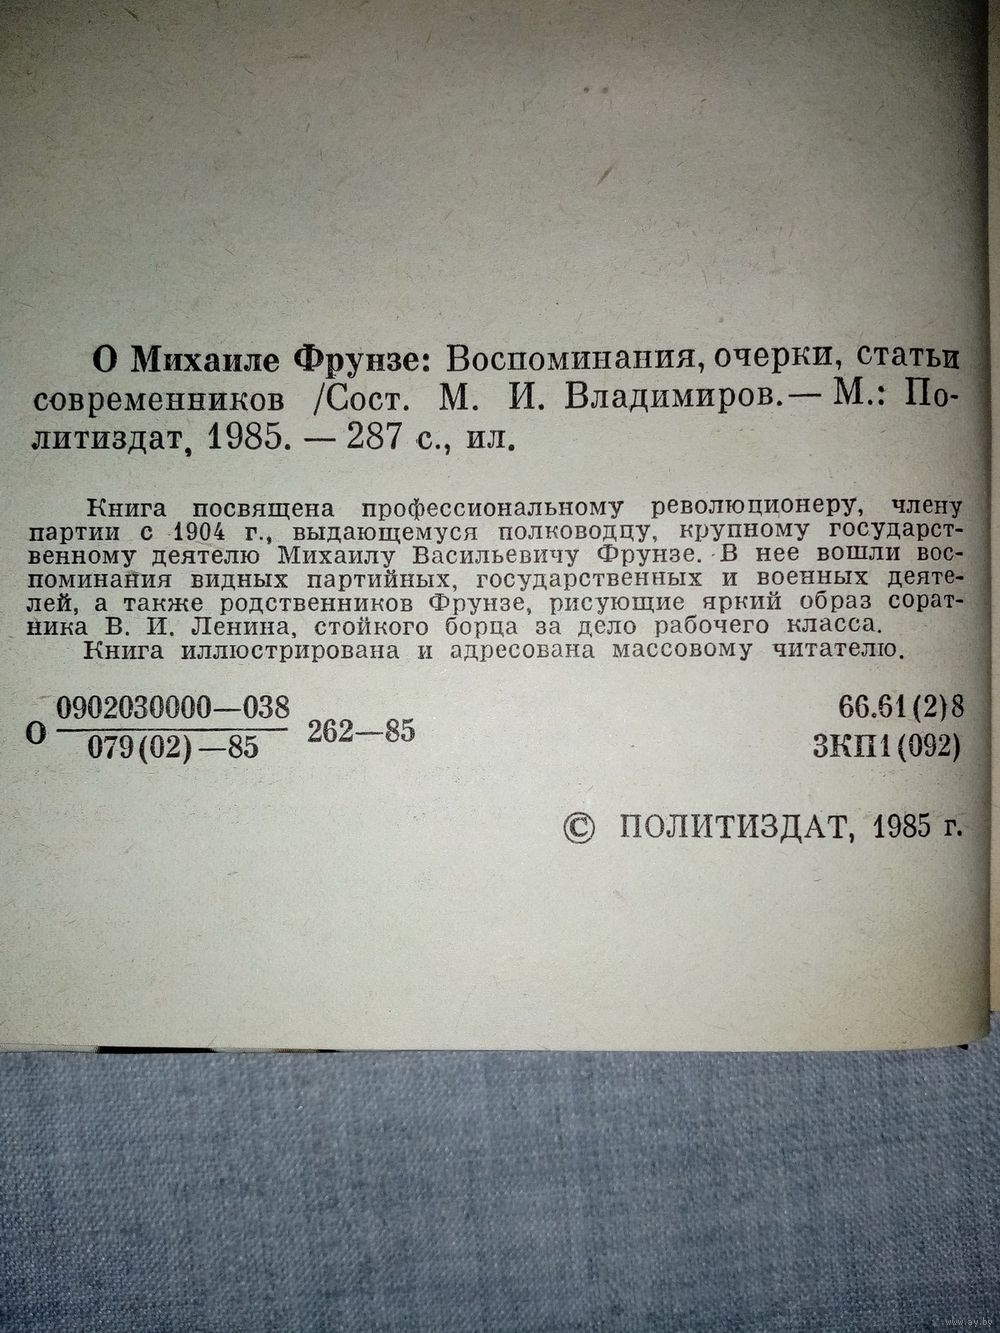 О Михаиле Фрунзе: Воспоминания, очерки, статьи
современников /Сост. М. И. Владимиров.— М.: По-
литиздат, 1985. — 287 с., ил.
Книга посвящена профессиональному революционеру, члену
партии с 1904 г., выдающемуся полководцу, крупному государст-
венному деятелю Михаилу Васильевичу Фрунзе. В нее вошли вос-
поминания видных партийных, государственных и военных деяте-
лей, а также родственников Фрунзе, рисующие яркий образ сорат-
ника В. И. Ленина, стойкого борца за дело рабочего класса.
Книга иллюстрирована и адресована массовому читателю.
0902030000—038
О 079(02)—85 262—85
66.61(2)8
3КП1(092)
© ПОЛИТИЗДАТ, 1985 г.
www.ay.by